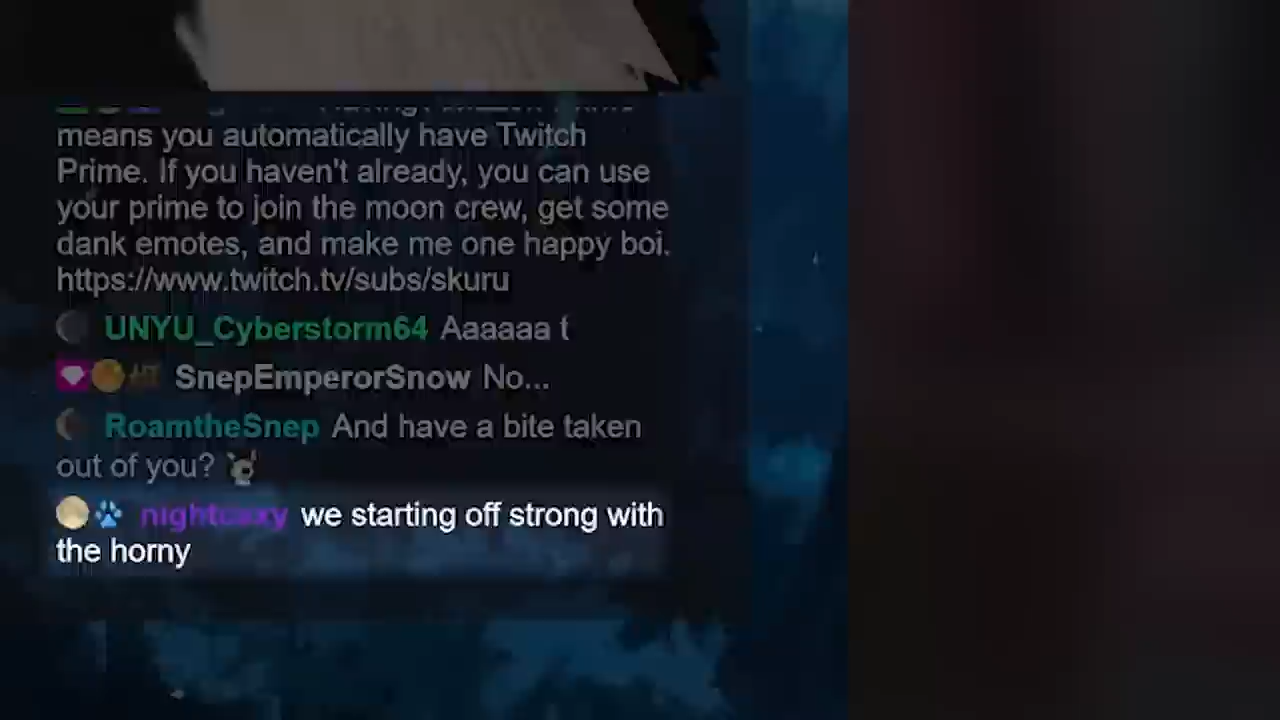 means you automatically have Twitch
Prime. If you haven't already, you can use
your prime to join the moon crew, get some
dank emotes, and make me one happy boi.
https://www.twitch.tv/subs/skuru
UNYU_Cyberstorm64 Aaaaaa t
SnepEmperorSnow No...
RoamtheSnep And have a bite taken
out of you?
we starting off strong with
the horny